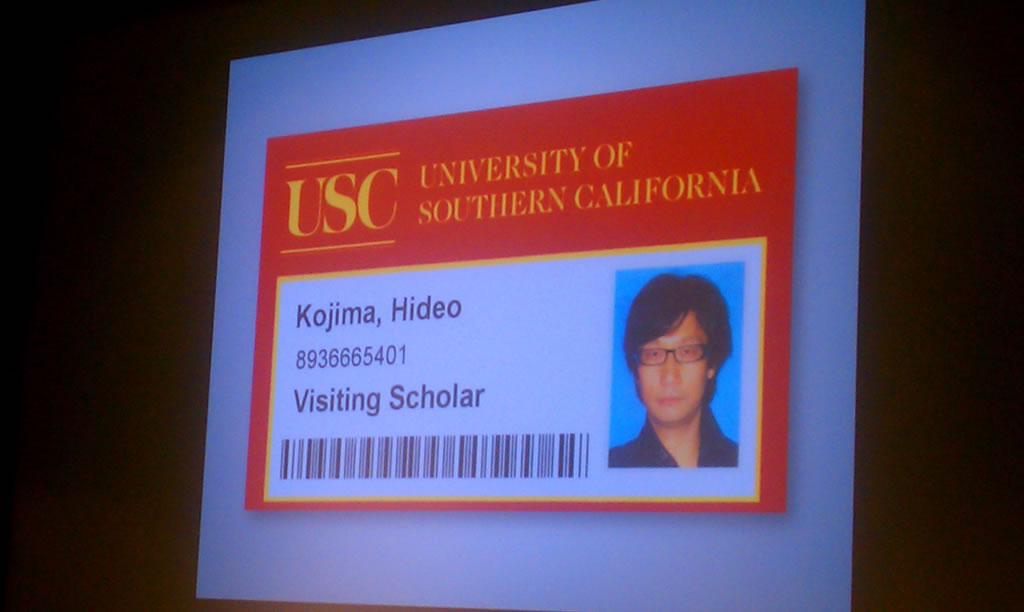 USC
UNIVERSITY OF
SOUTHERN CALIFORNIA
Kojima, Hideo
8936665401
Visiting Scholar